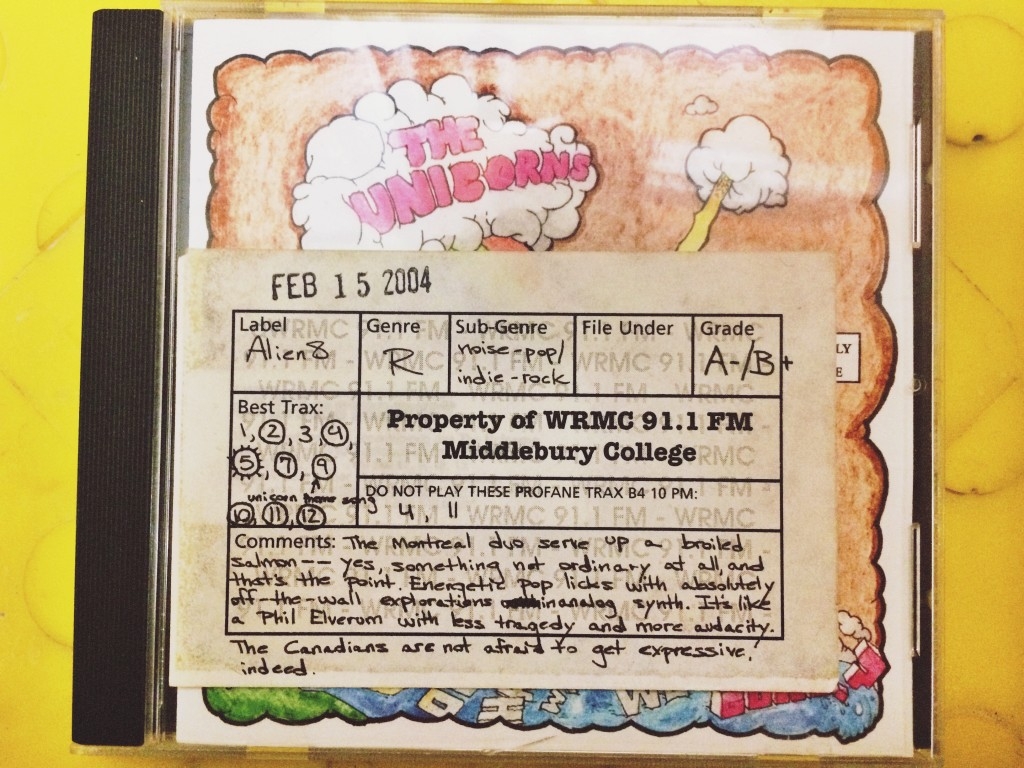 THE
UNICORNS
FEB 15 2004
Label Genre Sub-Genre File Under Grade
Alien8 R noise-pop/ A-/B+
indie-rock
Best Trax:
1, 2, 3, 4,
5, 7, 9
unicorn theme song
10, 11, 12
Property of WRMC 91.1 FM
Middlebury College
DO NOT PLAY THESE PROFANE TRAX B4 10 PM:
4, 11
Comments: The Montreal duo serve up a broiled
salmon -- yes, something not ordinary at all, and
that's the point. Energetic pop licks with absolutely
off-the-wall explorations in analog synth. It's like
a Phil Elverum with less tragedy and more audacity.
The Canadians are not afraid to get expressive,
indeed.
LY
E